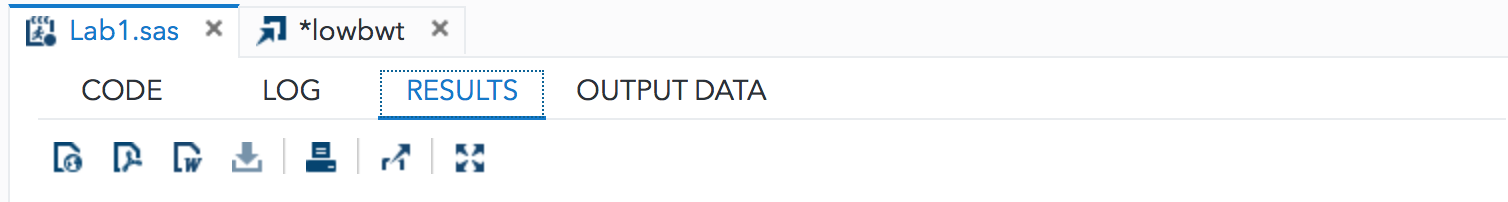 Lab1.sas × *lowbwt ×
CODE LOG RESULTS OUTPUT DATA